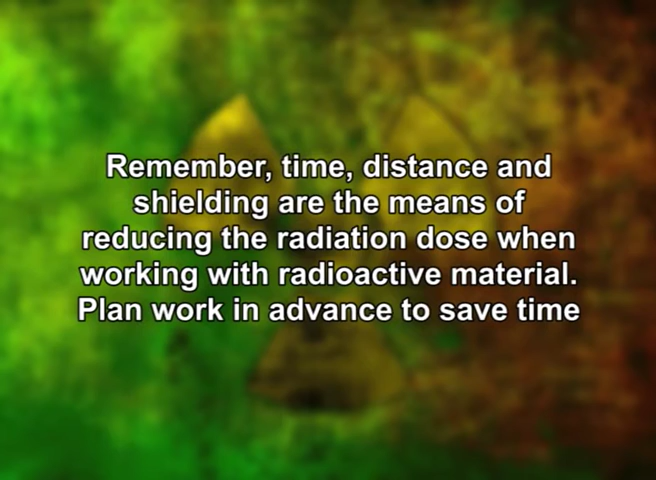 Remember, time, distance and
shielding are the means of
reducing the radiation dose when
working with radioactive material.
Plan work in advance to save time